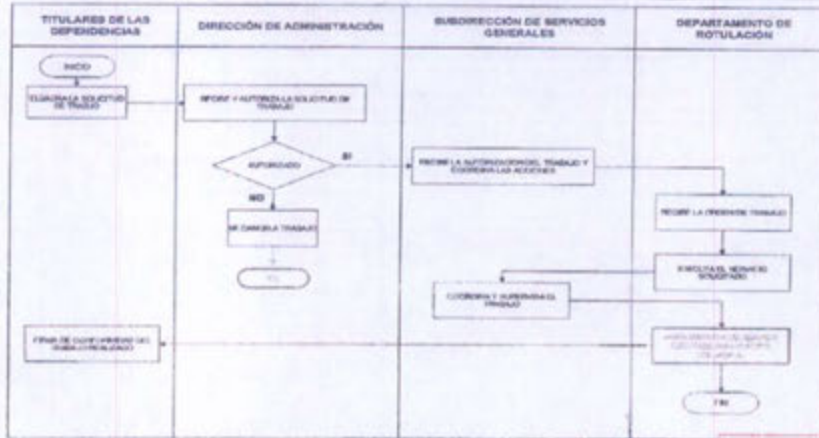 TITULARES DE LAS
DEPENDENCIAS
DIRECCIÓN DE ADMINISTRACIÓN
SUBDIRECCIÓN DE SERVICIOS
GENERALES
DEPARTAMENTO DE
ROTULACIÓN
INICIO
LA SOLICITUD
DE TRABAJO
RECIBE Y AUTORIZA LA SOLICITUD DE
TRABAJO
AUTORIZADO
SI
RECIBE LA AUTORIZACION DEL TRABAJO Y
COORDINA LAS ACCIONES
NO
RECIBE LA ORDEN DE TRABAJO
SE CANCELA TRABAJO
EJECUTA EL SERVICIO
SOLICITADO
COORDINA Y SUPERVISA EL
TRABAJO
FIRMA DE CONFORMIDAD DEL
TRABAJO REALIZADO
FIN